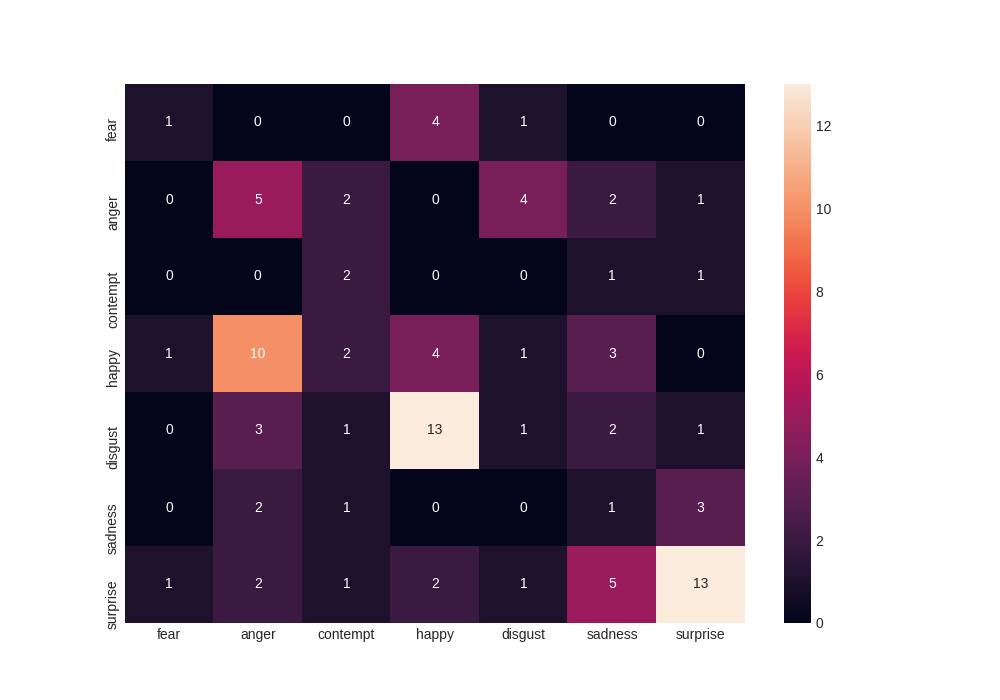 fear 1 0 0 4 1 0 0
anger 0 5 2 0 4 2 1
contempt 0 0 2 0 0 1 1
happy 1 10 2 4 1 3 0
disgust 0 3 1 13 1 2 1
sadness 0 2 1 0 0 1 3
surprise 1 2 1 2 1 5 13
fear anger contempt happy disgust sadness surprise
12
10
8
6
4
2
0